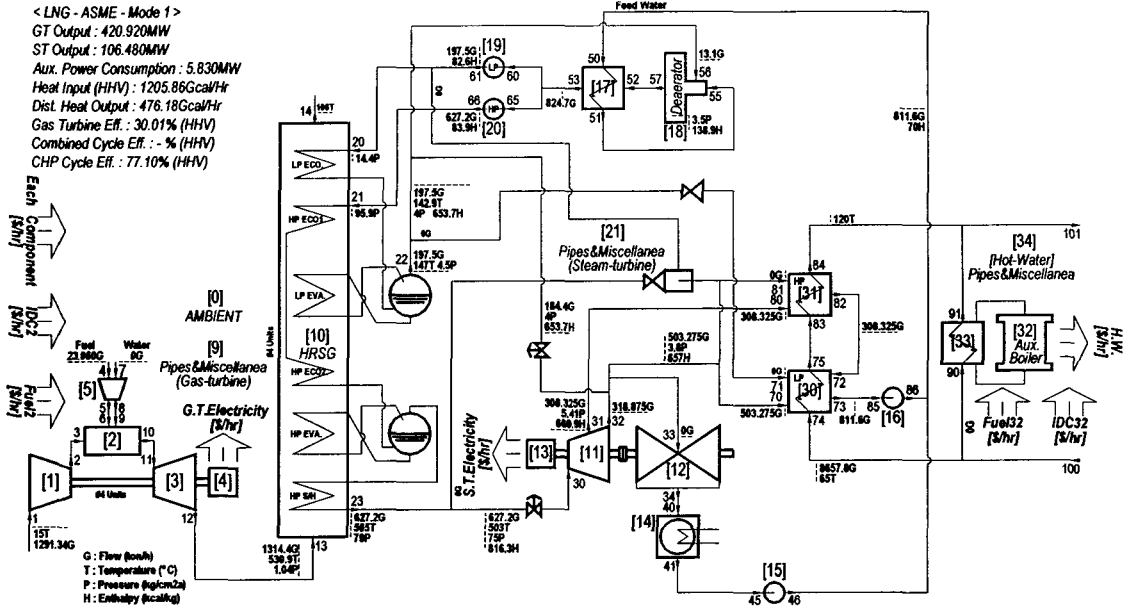 < LNG - ASME - Mode 1 >
GT Output : 420.920MW
ST Output : 106.480MW
Aux. Power Consumption : 5.830MW
Heat Input (HHV) : 1205.86Gcal/Hr
Dist. Heat Output : 476.18Gcal/Hr
Gas Turbine Eff. : 30.01% (HHV)
Combined Cycle Eff. : - % (HHV)
CHP Cycle Eff. : 77.10% (HHV)
Feed Water
[19]
197.5G
82.6H
61
LP
60
66
HP
65
627.2G
83.9H
[20]
50
53
[17]
52
51
824.7G
57
Deaerator
[18]
13.1G
56
55
3.5P
138.9H
811.6G
70H
14
106T
20
14.4P
LP ECO.
21
95.9P
HP ECO1
197.5G
142.9T
4P 653.7H
0G
22
197.5G
147T 4.5P
LP EVA.
[10]
HRSG
64 Units
HP ECO2
HP EVA.
HP S/H
23
627.2G
505T
78P
13
1314.4G
530.9T
1.04P
Each
Component
[$/hr]
IDC2
[$/hr]
Fuel2
[$/hr]
[0]
AMBIENT
[9]
Pipes&Miscellanea
(Gas-turbine)
Fuel
23.060G
Water
0G
4
7
[5]
5
8
6
9
3
[2]
10
2
11
[1]
[3]
[4]
G.T.Electricity
[$/hr]
64 Units
1
12
15T
1291.34G
G : Flow (ton/h)
T : Temperature (°C)
P : Pressure (kg/cm2a)
H : Enthalpy (kcal/kg)
[21]
Pipes&Miscellanea
(Steam-turbine)
184.4G
4P
653.7H
503.275G
3.8P
657H
308.325G
5.41P
31
32
318.875G
S.T.Electricity
[$/hr]
[13]
[11]
30
0G
627.2G
503T
75P
816.3H
33
0G
[12]
34
40
[14]
41
[15]
45
46
0G
81
80
308.325G
HP
[31]
84
82
83
308.325G
120T
75
0G
71
70
503.275G
LP
[30]
72
73
74
811.6G
85
86
[16]
8657.8G
65T
101
[34]
[Hot-Water]
Pipes&Miscellanea
91
[33]
90
[32]
Aux.
Boiler
H.W.
[$/hr]
Fuel32
[$/hr]
IDC32
[$/hr]
0G
100